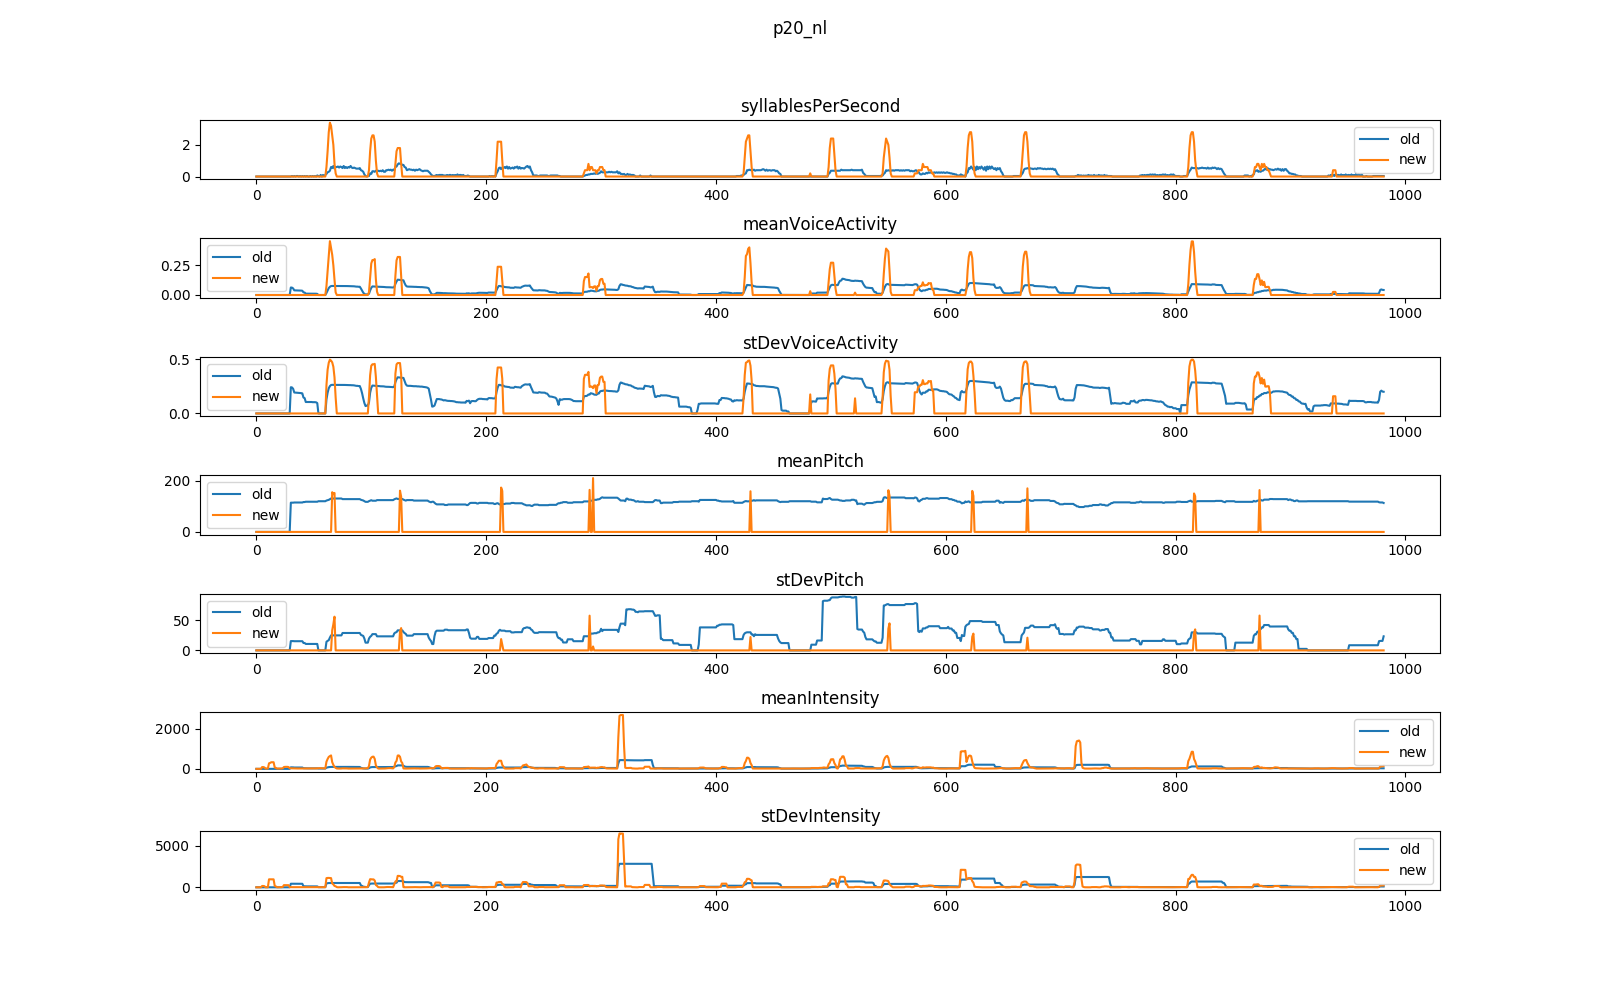 p20_nl
syllablesPerSecond
2
0
old
new
0 200 400 600 800 1000
meanVoiceActivity
0.25
0.00
old
new
0 200 400 600 800 1000
stDevVoiceActivity
0.5
0.0
old
new
0 200 400 600 800 1000
meanPitch
200
0
old
new
0 200 400 600 800 1000
stDevPitch
50
0
old
new
0 200 400 600 800 1000
meanIntensity
2000
0
old
new
0 200 400 600 800 1000
stDevIntensity
5000
0
old
new
0 200 400 600 800 1000